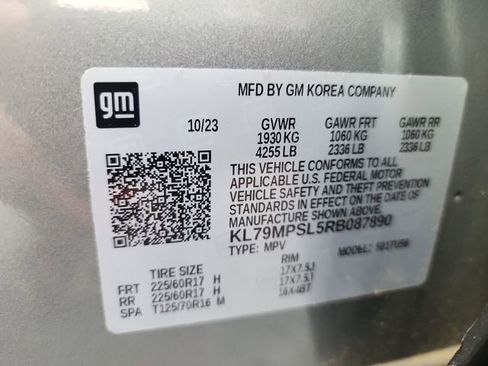 gm
MFD BY GM KOREA COMPANY
10/23 GVWR GAWR FRT GAWR RR
1930 KG 1060 KG 1060 KG
4255 LB 2336 LB 2336 LB
THIS VEHICLE CONFORMS TO ALL
APPLICABLE U.S. FEDERAL MOTOR
VEHICLE SAFETY AND THEFT PREVENTION
STANDARDS IN EFFECT ON THE DATE OF
MANUFACTURE SHOWN ABOVE.
KL79MPSL5RB087890
TYPE: MPV MODEL:
TIRE SIZE RIM
FRT 225/60R17 H 17X7.5J
RR 225/60R17 H 17X7.5J
SPA T125/70R16 M 16X4BT